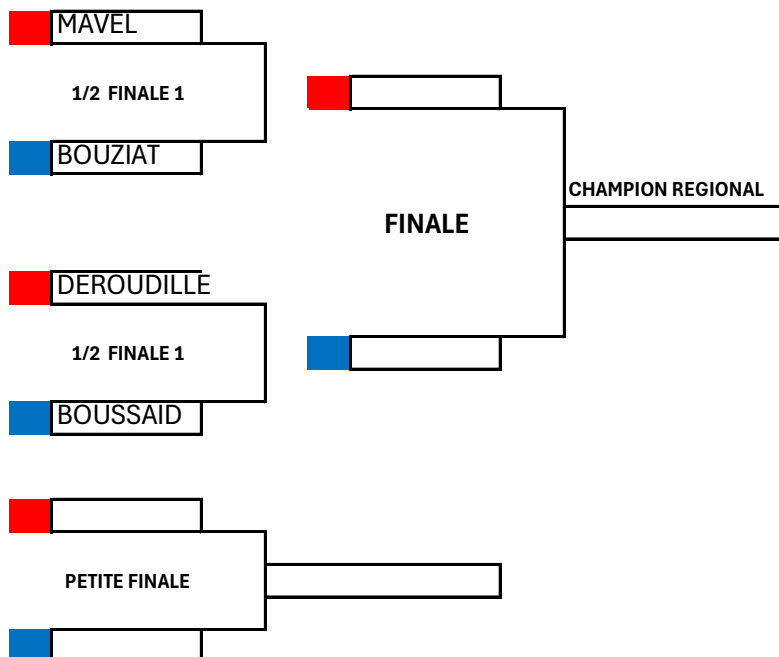 MAVEL
1/2 FINALE 1
BOUZIAT
CHAMPION REGIONAL
FINALE
DEROUDILLE
1/2 FINALE 1
BOUSSAID
PETITE FINALE